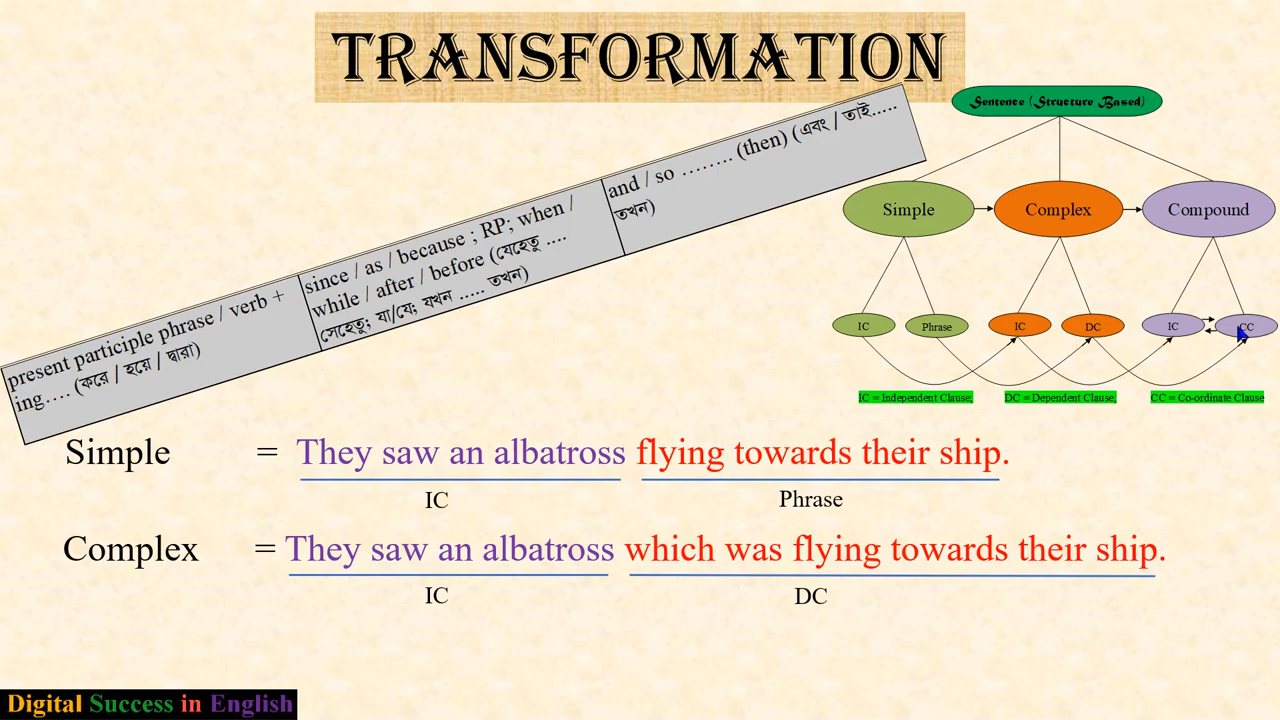 TRANSFORMATION
Sentence (Structure Based)
Simple
Complex
Compound
IC
Phrase
IC
DC
IC
CC
IC = Independent Clause;
DC = Dependent Clause;
CC = Co-ordinate Clause
present participle phrase / verb +
ing.... (করে / হয়ে / দ্বারা)
since / as / because ; RP; when /
while / after / before (যেহেতু ....
সেহেতু; যা/যে; যখন ..... তখন)
and / so ........ (then) (এবং / তাই.....
তখন)
Simple = They saw an albatross flying towards their ship.
IC Phrase
Complex = They saw an albatross which was flying towards their ship.
IC DC
Digital Success in English